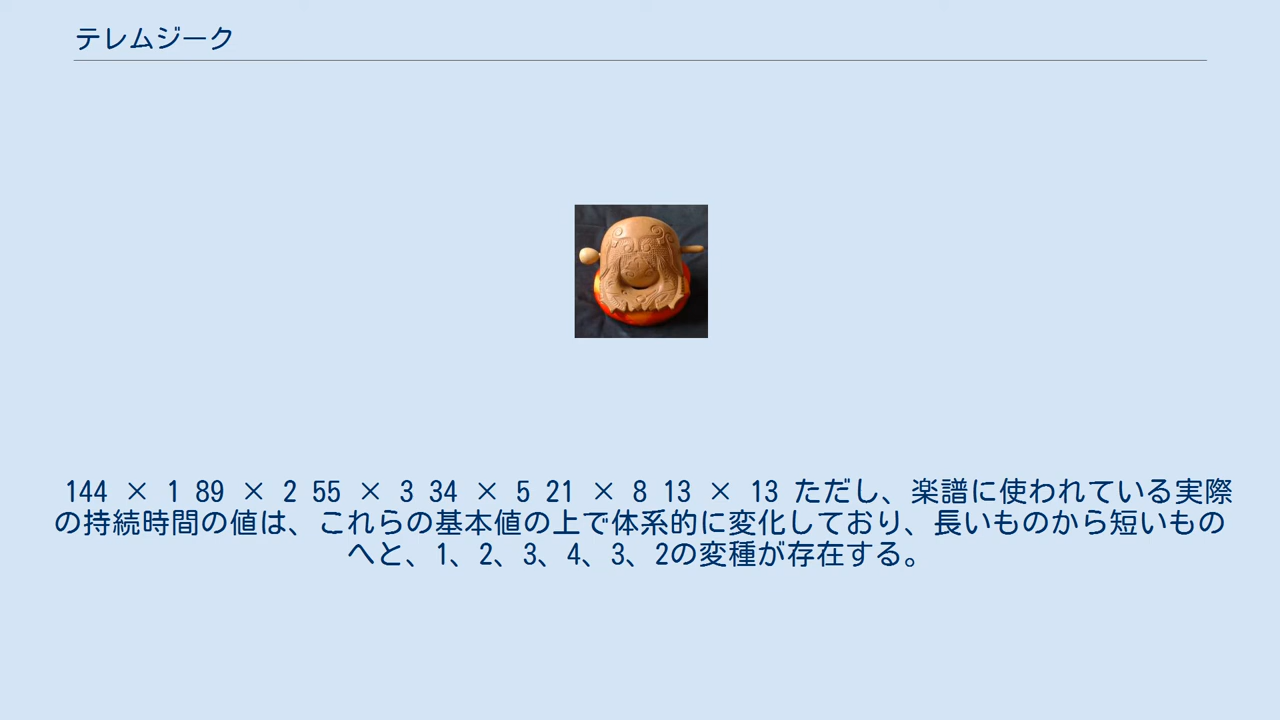 テレムジーク
144 × 1 89 × 2 55 × 3 34 × 5 21 × 8 13 × 13 ただし、楽譜に使われている実際
の持続時間の値は、これらの基本値の上で体系的に変化しており、長いものから短いもの
へと、1、2、3、4、3、2の変種が存在する。